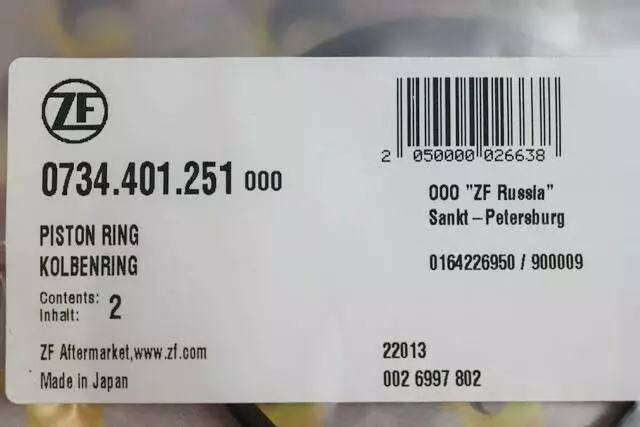 ZF
0734.401.251 000
PISTON RING
KOLBENRING
Contents:
Inhalt: 2
ZF Aftermarket,www.zf.com
Made in Japan
2 050000 026638
OOO "ZF Russia"
Sankt-Petersburg
0164226950 / 900009
22013
002 6997 802